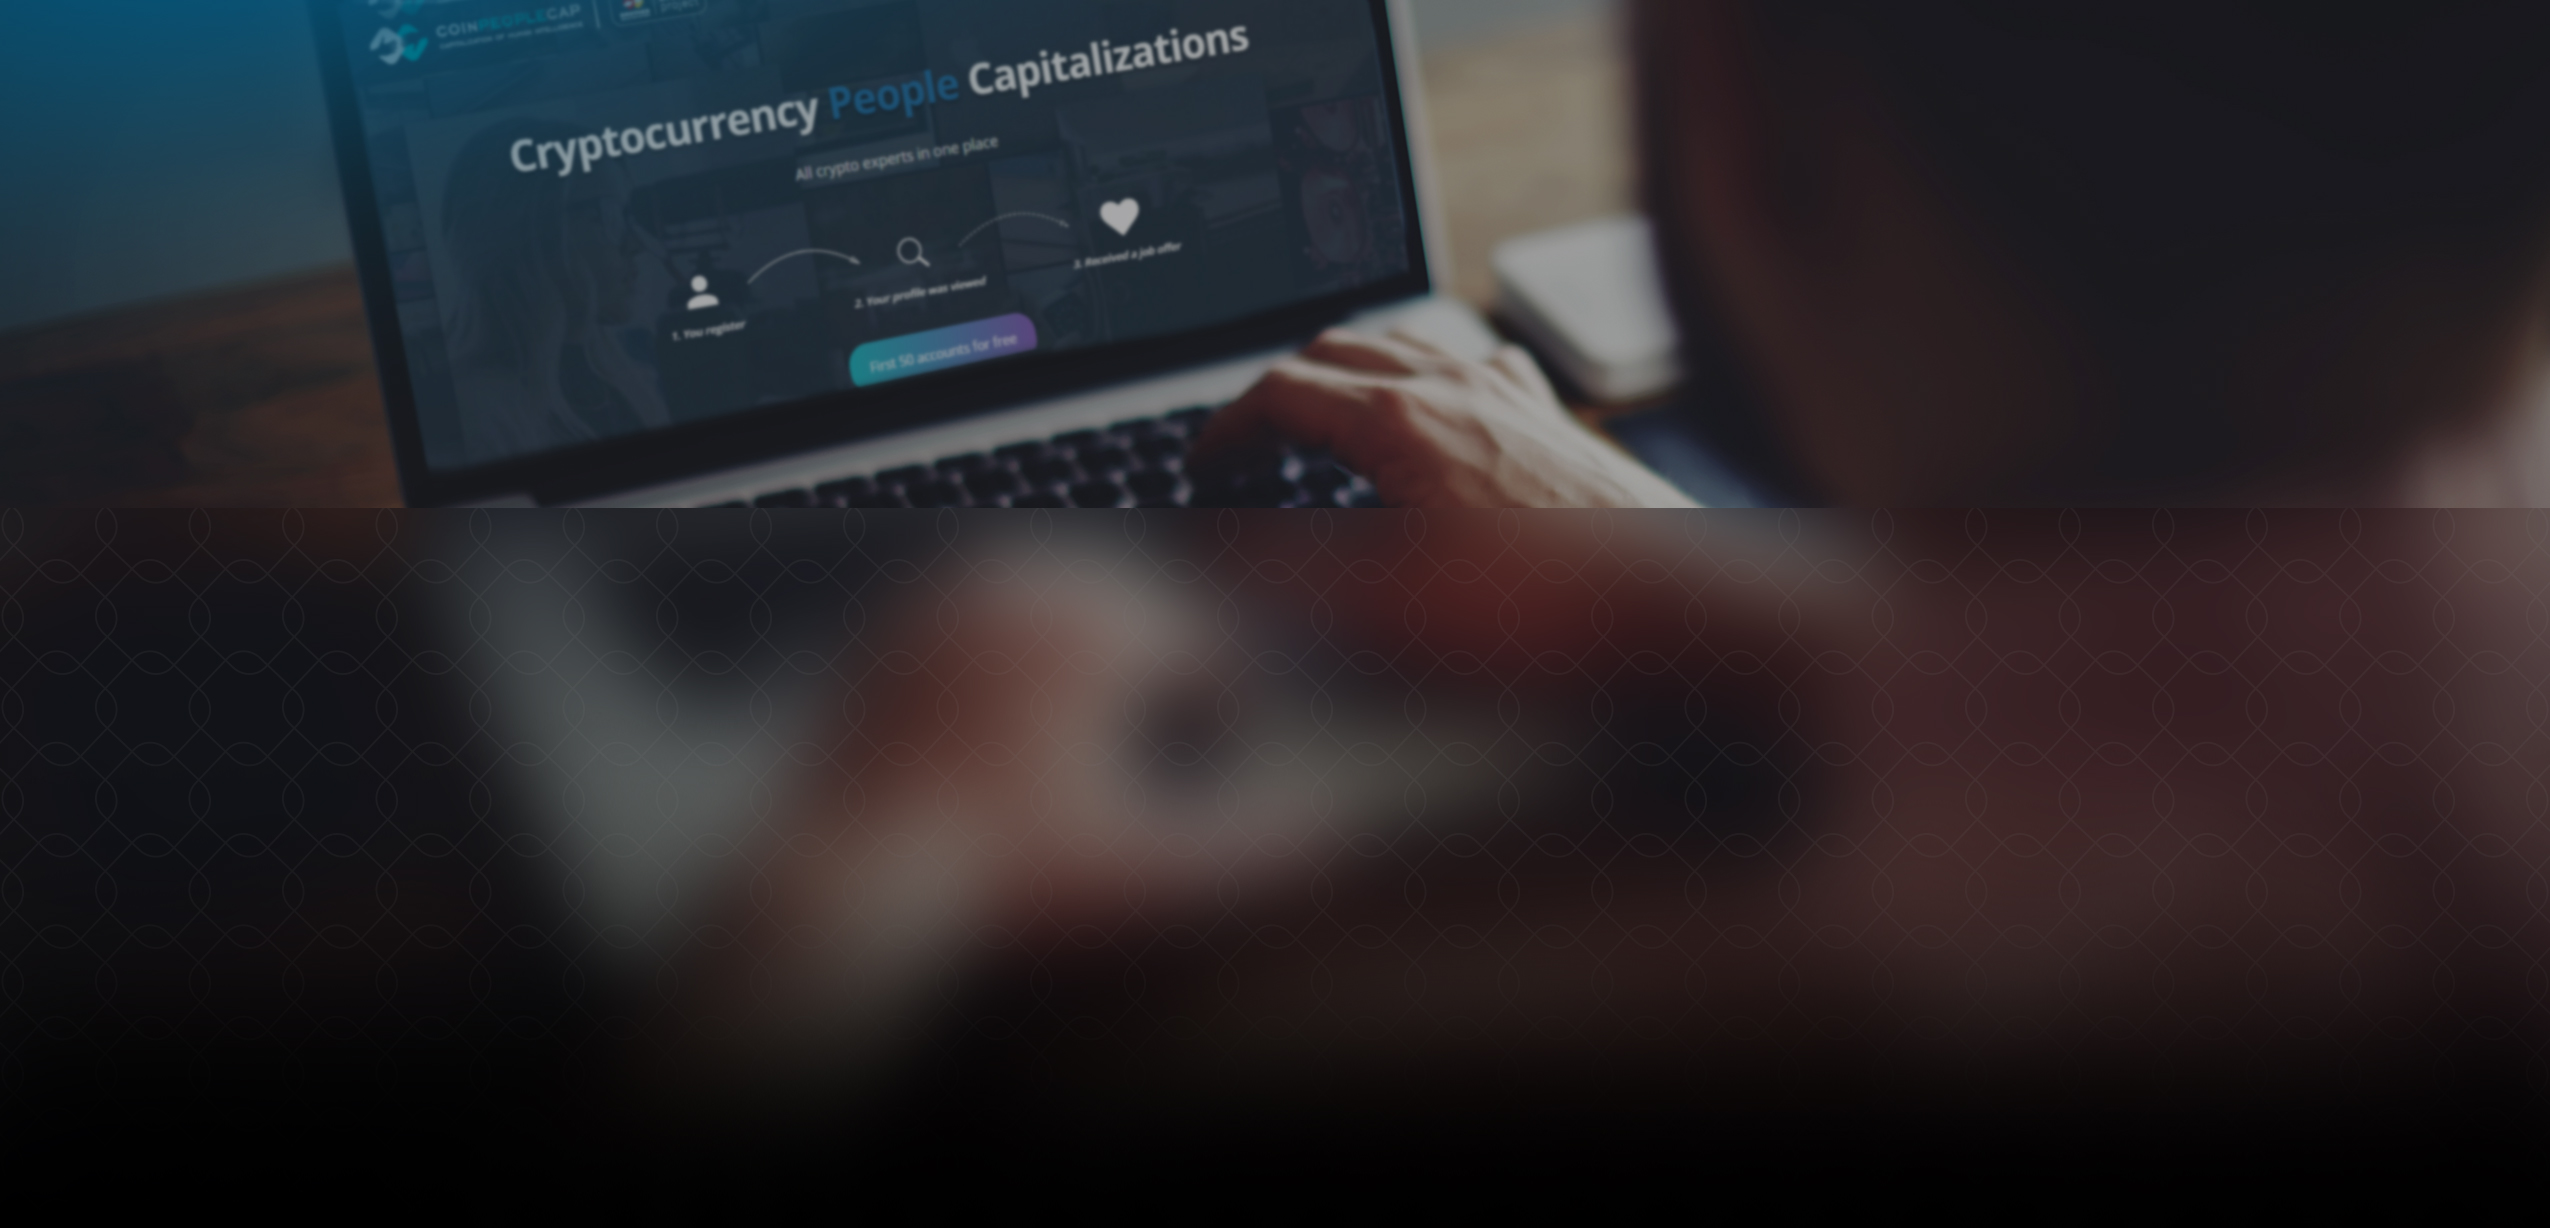 COINPEOPLECAP
Cryptocurrency People Capitalizations
All crypto experts in one place
1. You register
2. Your profile was viewed
3. Received a job offer
First 50 accounts for free